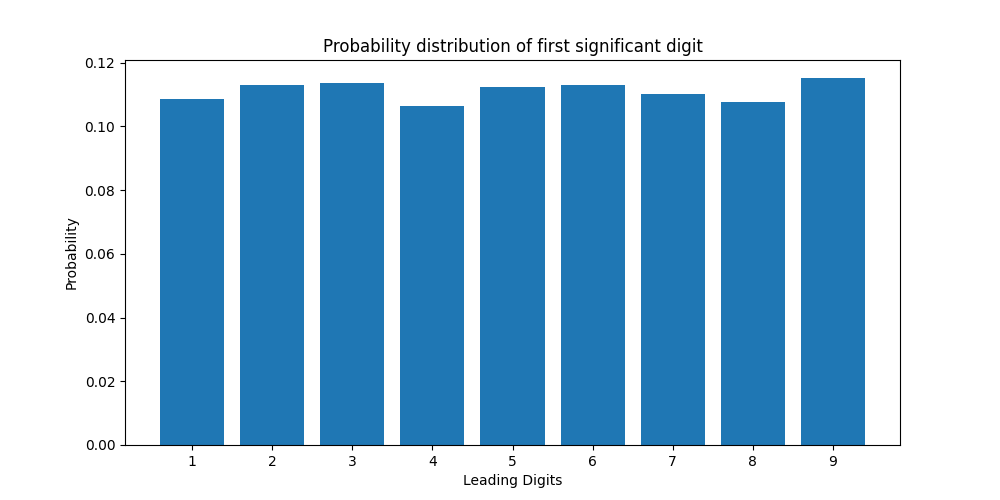 Probability distribution of first significant digit
0.12
0.10
0.08
0.06
0.04
0.02
0.00
Probability
1 2 3 4 5 6 7 8 9
Leading Digits